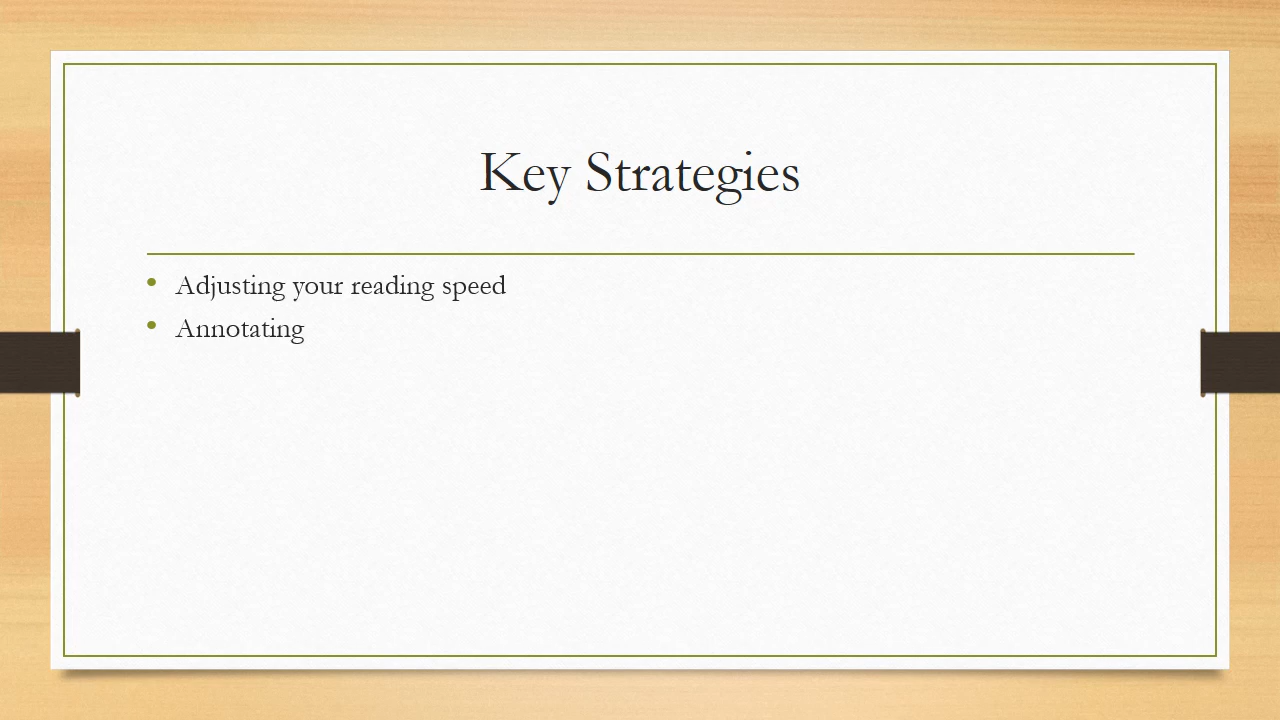 Key Strategies
• Adjusting your reading speed
• Annotating